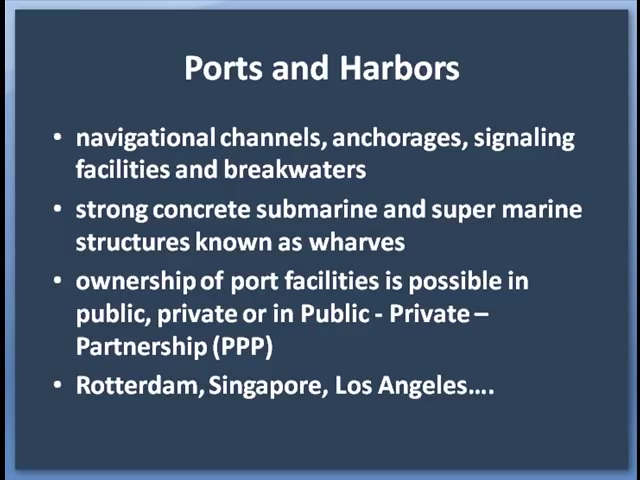 Ports and Harbors
• navigational channels, anchorages, signaling
facilities and breakwaters
• strong concrete submarine and super marine
structures known as wharves
• ownership of port facilities is possible in
public, private or in Public - Private –
Partnership (PPP)
• Rotterdam, Singapore, Los Angeles….